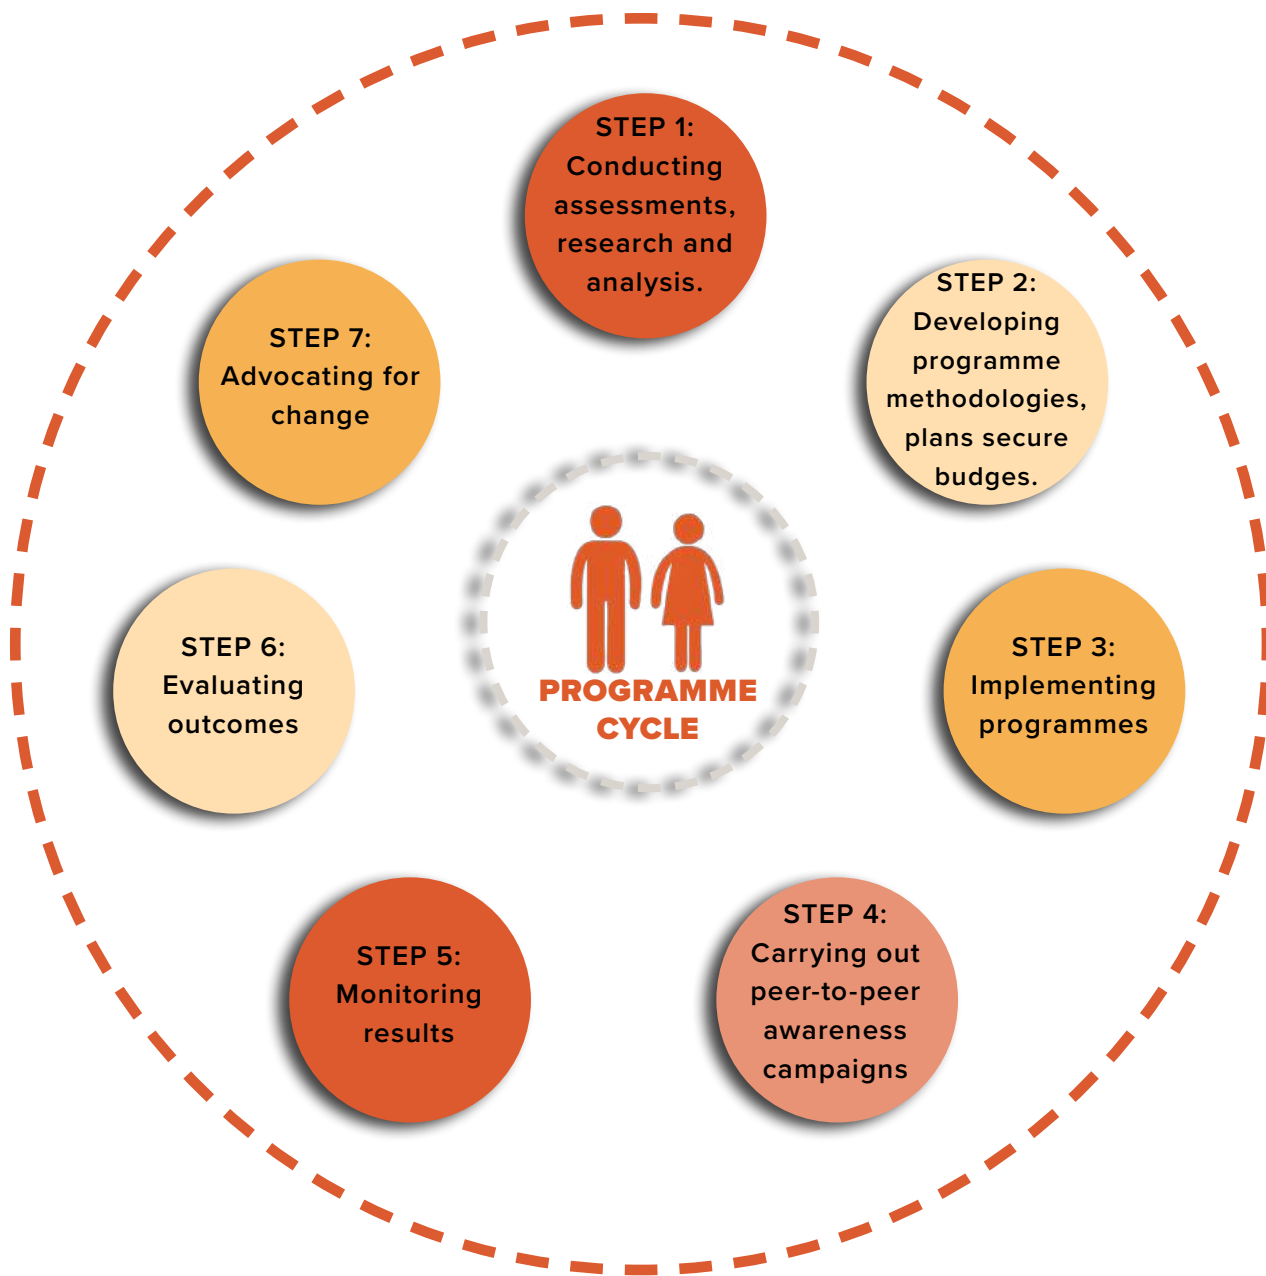 STEP 1:
Conducting
assessments,
research and
analysis.
STEP 2:
Developing
programme
methodologies,
plans secure
budgets.
STEP 3:
Implementing
programmes
STEP 4:
Carrying out
peer-to-peer
awareness
campaigns
STEP 5:
Monitoring
results
STEP 6:
Evaluating
outcomes
STEP 7:
Advocating for
change
PROGRAMME
CYCLE